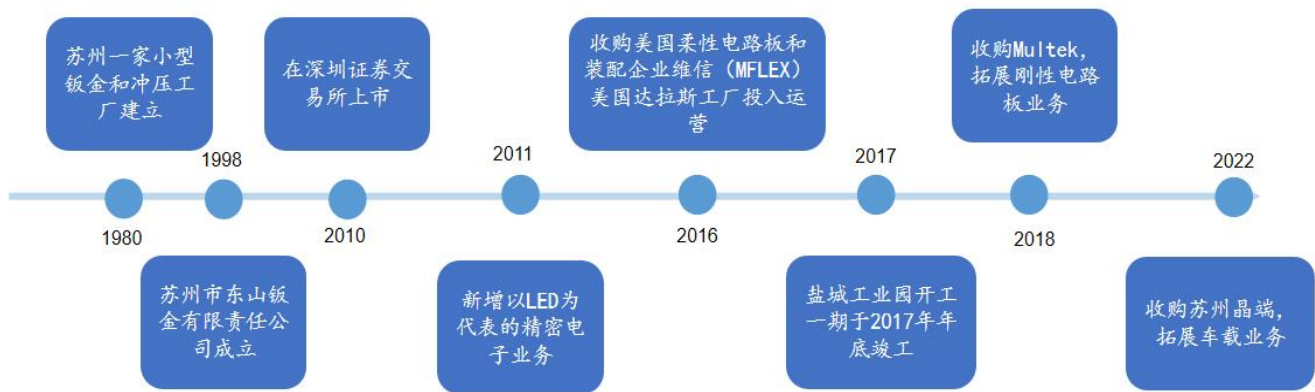 苏州一家小型
钣金和冲压工
厂建立
在深圳证券交
易所上市
收购美国柔性电路板和
装配企业维信（MFLEX）
美国达拉斯工厂投入运
营
收购Multek，
拓展刚性电路
板业务
1998
2011
2017
2022
1980
2010
2016
2018
苏州市东山钣
金有限责任公
司成立
新增以LED为
代表的精密电
子业务
盐城工业园开工
一期于2017年年
底竣工
收购苏州晶端，
拓展车载业务